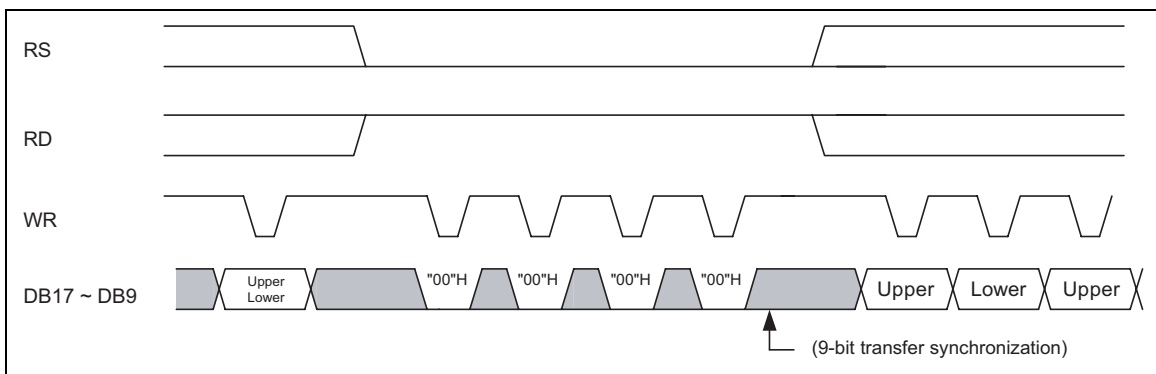 RS
RD
WR
DB17 ~ DB9
Upper
Lower
"00"H
"00"H
"00"H
"00"H
Upper
Lower
Upper
(9-bit transfer synchronization)